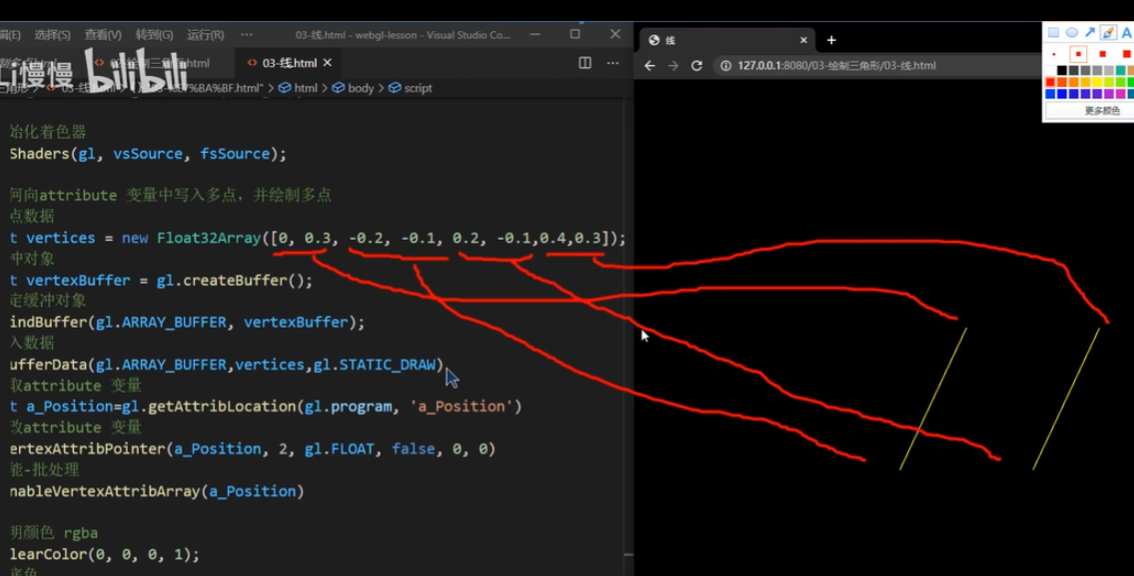 编辑(E) 选择(S) 查看(V) 转到(G) 运行(R) ··· 03-线.html - webgl-lesson - Visual Studio Co...
线
Li慢慢 bilibili
绘制三角形.html
03-线.html
127.0.0.1:8080/03-绘制三角形/03-线.html
三角形 > 03-线.html > %BA%BF.html" > html > body > script
更多颜色
始化着色器
Shaders(gl, vsSource, fsSource);
何向attribute 变量中写入多点，并绘制多点
点数据
t vertices = new Float32Array([0, 0.3, -0.2, -0.1, 0.2, -0.1,0.4,0.3]);
冲对象
t vertexBuffer = gl.createBuffer();
定缓冲对象
indBuffer(gl.ARRAY_BUFFER, vertexBuffer);
入数据
ufferData(gl.ARRAY_BUFFER,vertices,gl.STATIC_DRAW)
取attribute 变量
t a_Position=gl.getAttribLocation(gl.program, 'a_Position')
改attribute 变量
ertexAttribPointer(a_Position, 2, gl.FLOAT, false, 0, 0)
能-批处理
nableVertexAttribArray(a_Position)
明颜色 rgba
learColor(0, 0, 0, 1);
底色